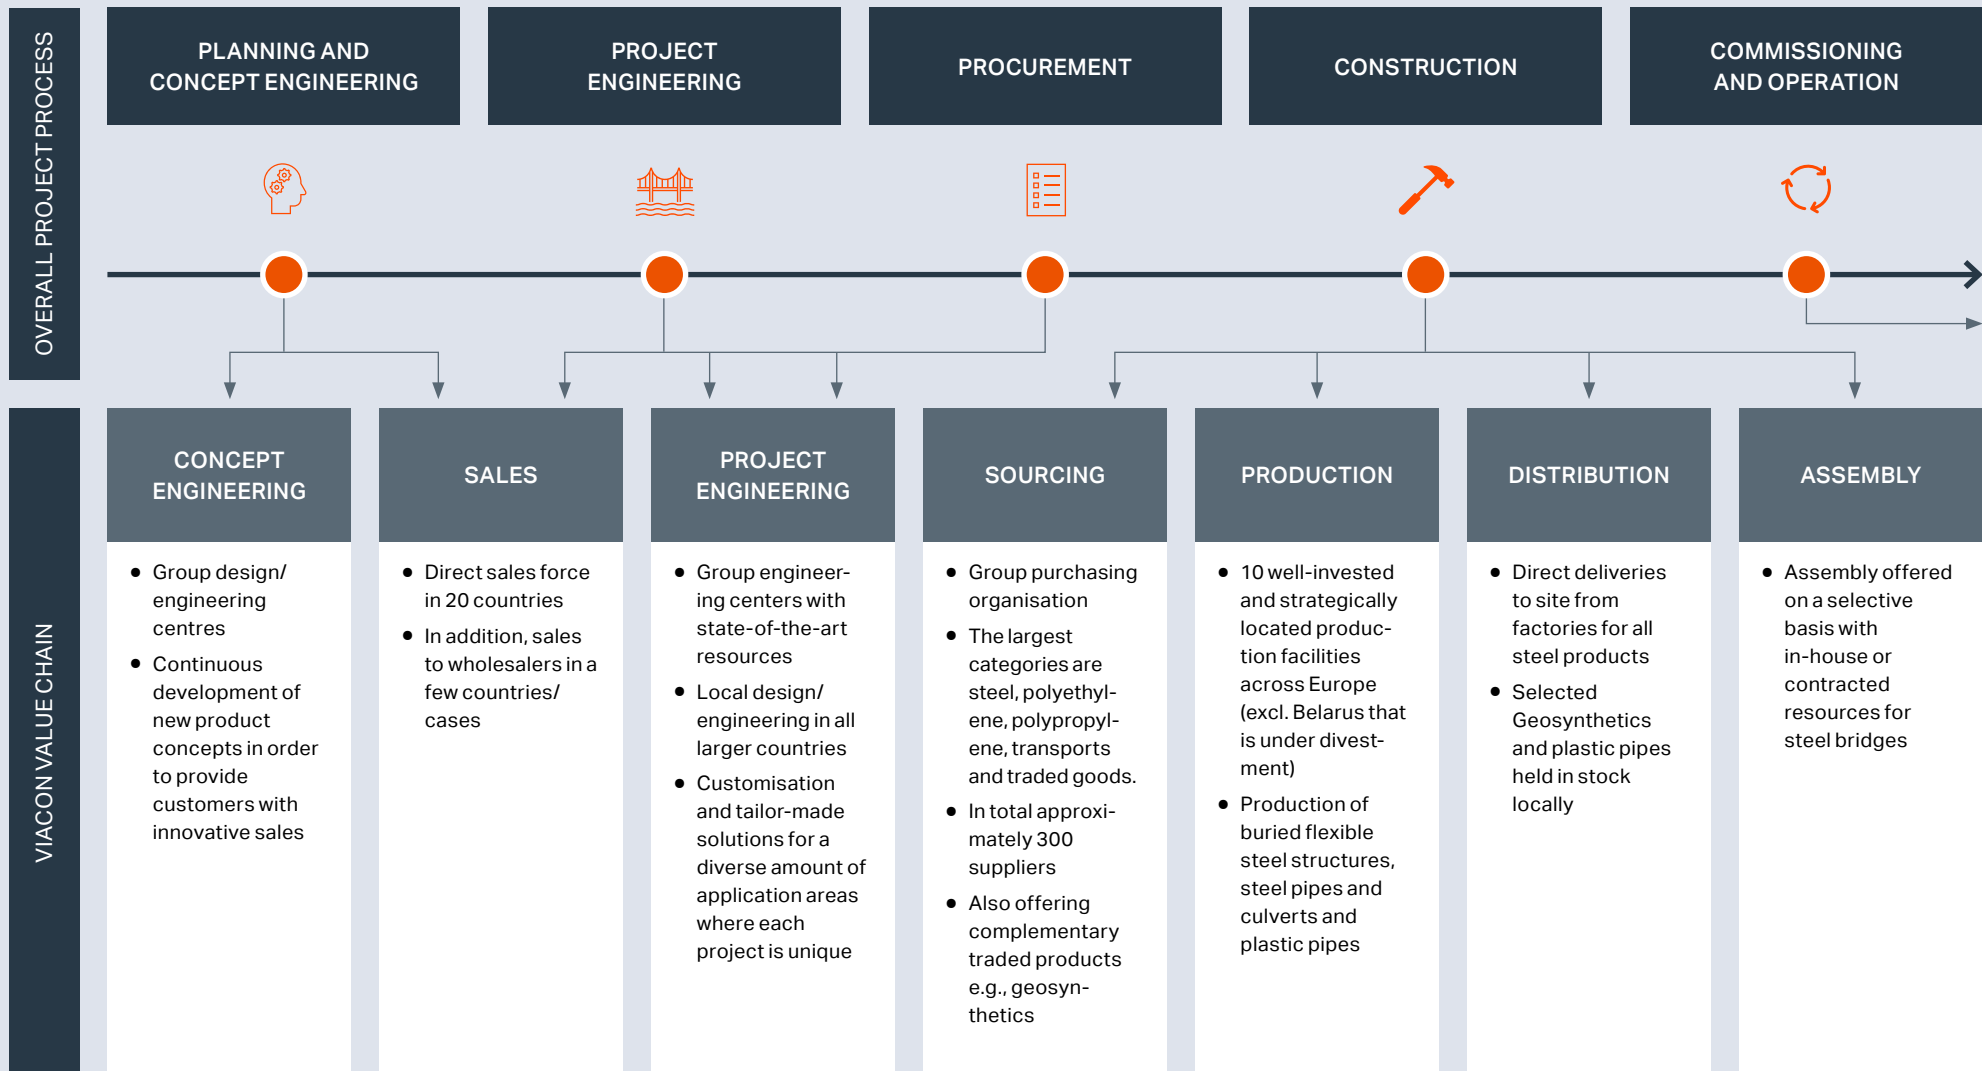 OVERALL PROJECT PROCESS
PLANNING AND
CONCEPT ENGINEERING
PROJECT
ENGINEERING
PROCUREMENT
CONSTRUCTION
COMMISSIONING
AND OPERATION
VIACON VALUE CHAIN
CONCEPT
ENGINEERING
• Group design/
engineering
centres
• Continuous
development of
new product
concepts in order
to provide
customers with
innovative sales
SALES
• Direct sales force
in 20 countries
• In addition, sales
to wholesalers in a
few countries/
cases
PROJECT
ENGINEERING
• Group engineer-
ing centers with
state-of-the-art
resources
• Local design/
engineering in all
larger countries
• Customisation
and tailor-made
solutions for a
diverse amount of
application areas
where each
project is unique
SOURCING
• Group purchasing
organisation
• The largest
categories are
steel, polyethyl-
ene, polypropyl-
ene, transports
and traded goods.
• In total approxi-
mately 300
suppliers
• Also offering
complementary
traded products
e.g., geosyn-
thetics
PRODUCTION
• 10 well-invested
and strategically
located produc-
tion facilities
across Europe
(excl. Belarus that
is under divest-
ment)
• Production of
buried flexible
steel structures,
steel pipes and
culverts and
plastic pipes
DISTRIBUTION
• Direct deliveries
to site from
factories for all
steel products
• Selected
Geosynthetics
and plastic pipes
held in stock
locally
ASSEMBLY
• Assembly offered
on a selective
basis with
in-house or
contracted
resources for
steel bridges